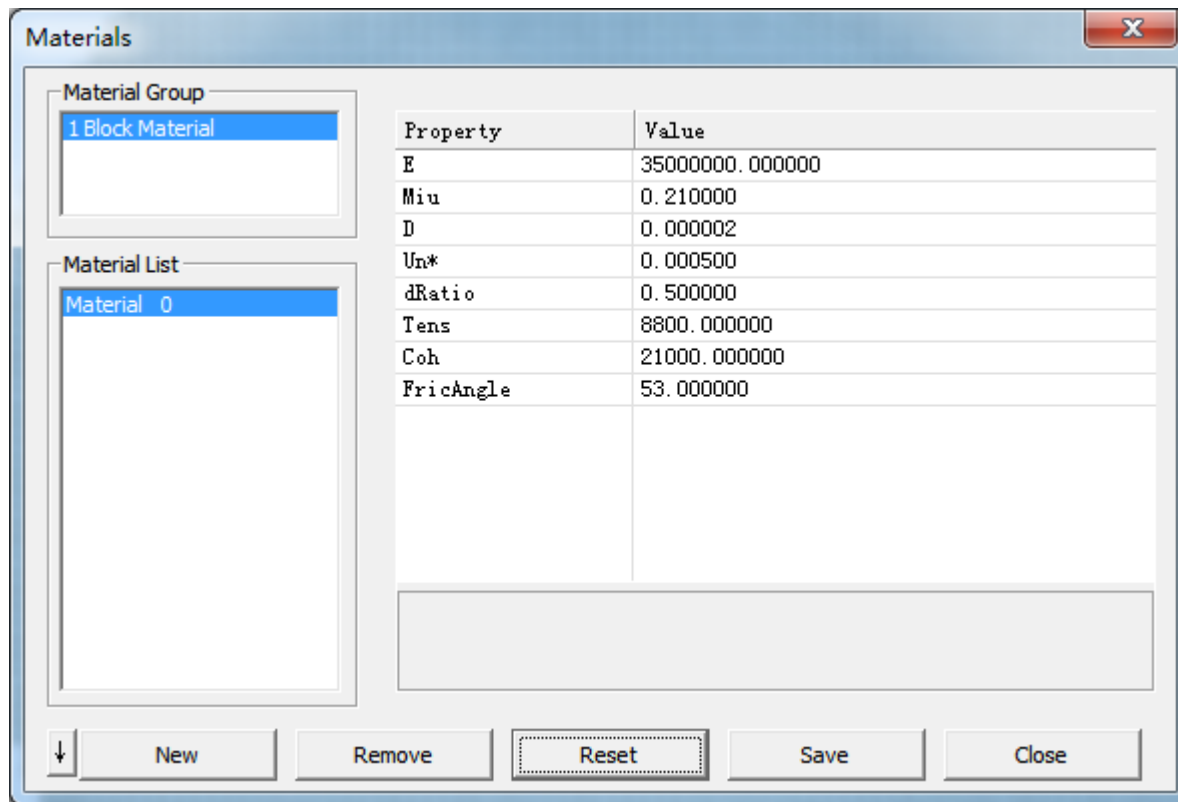 Materials
Material Group
1 Block Material
Material List
Material 0
Property Value
E 35000000.000000
Miu 0.210000
D 0.000002
Un* 0.000500
dRatio 0.500000
Tens 8800.000000
Coh 21000.000000
FricAngle 53.000000
↓ New Remove Reset Save Close